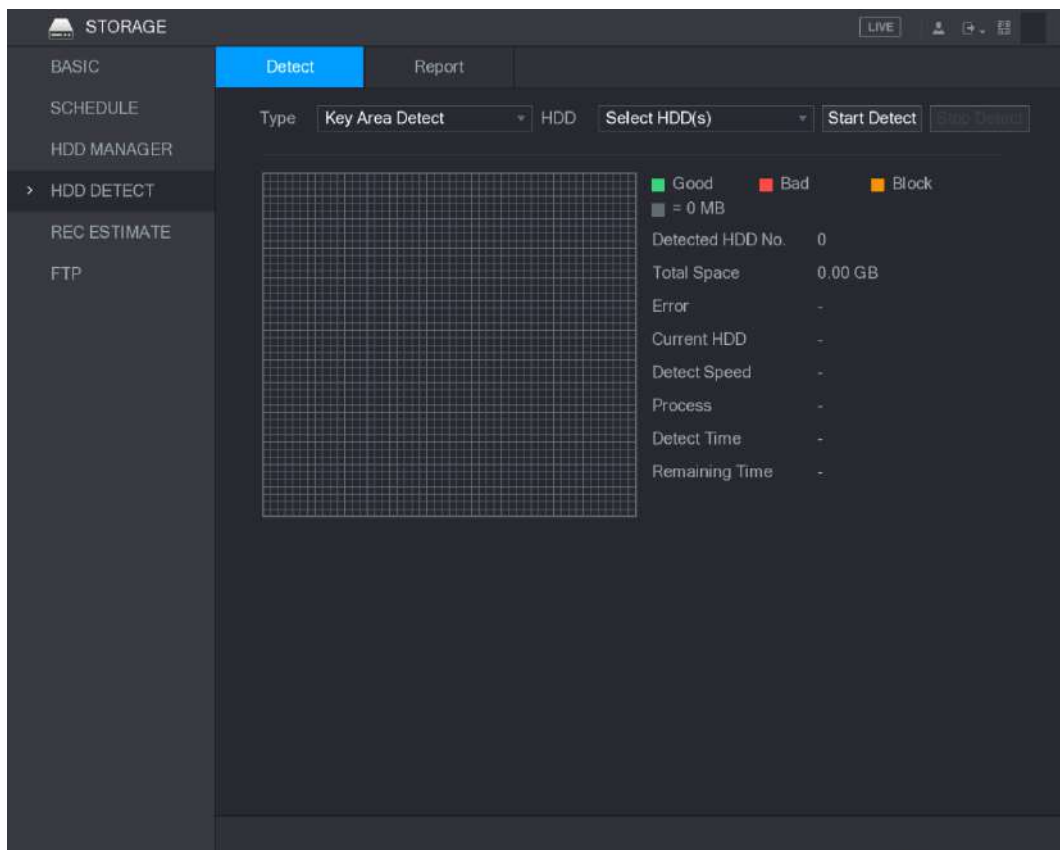 STORAGE
LIVE
BASIC
SCHEDULE
HDD MANAGER
HDD DETECT
REC ESTIMATE
FTP
Detect Report
Type Key Area Detect HDD Select HDD(s) Start Detect Stop Detect
Good Bad Block
= 0 MB
Detected HDD No. 0
Total Space 0.00 GB
Error -
Current HDD -
Detect Speed -
Process -
Detect Time -
Remaining Time -